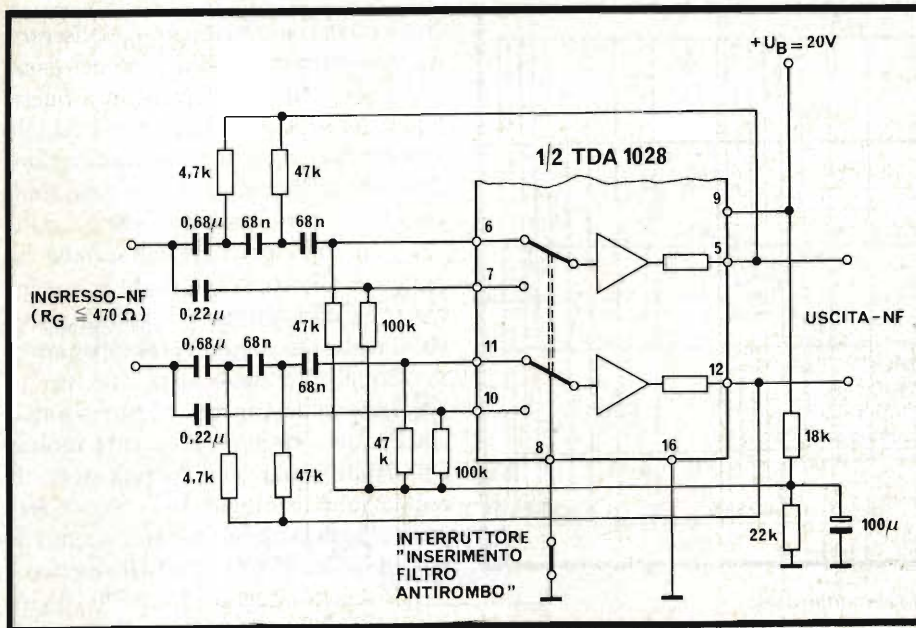 +UB = 20V
1/2 TDA 1028
4,7k
47k
0,68µ
68n
68n
6
9
5
7
INGRESSO-NF
(RG ≦ 470 Ω)
0,22µ
47k
100k
USCITA-NF
0,68µ
68n
68n
11
12
10
0,22µ
47
k
100k
8
16
18k
4,7k
47k
22k
100µ
INTERRUTTORE
"INSERIMENTO
FILTRO
ANTIROMBO"